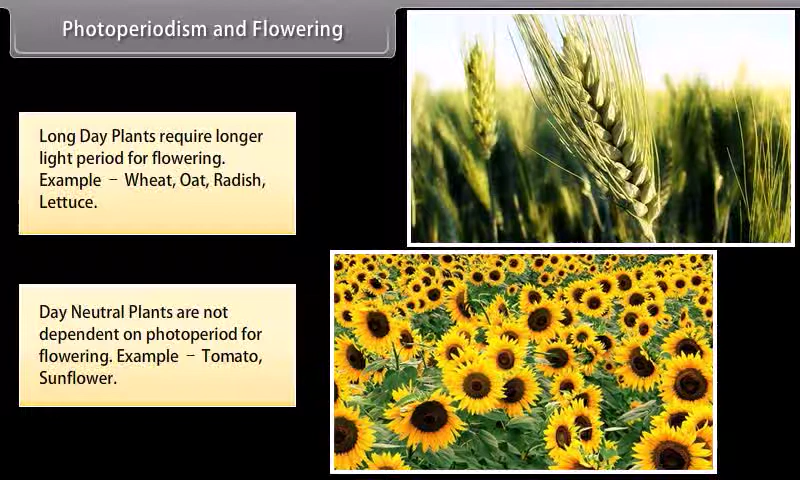 Photoperiodism and Flowering
Long Day Plants require longer
light period for flowering.
Example – Wheat, Oat, Radish,
Lettuce.
Day Neutral Plants are not
dependent on photoperiod for
flowering. Example – Tomato,
Sunflower.